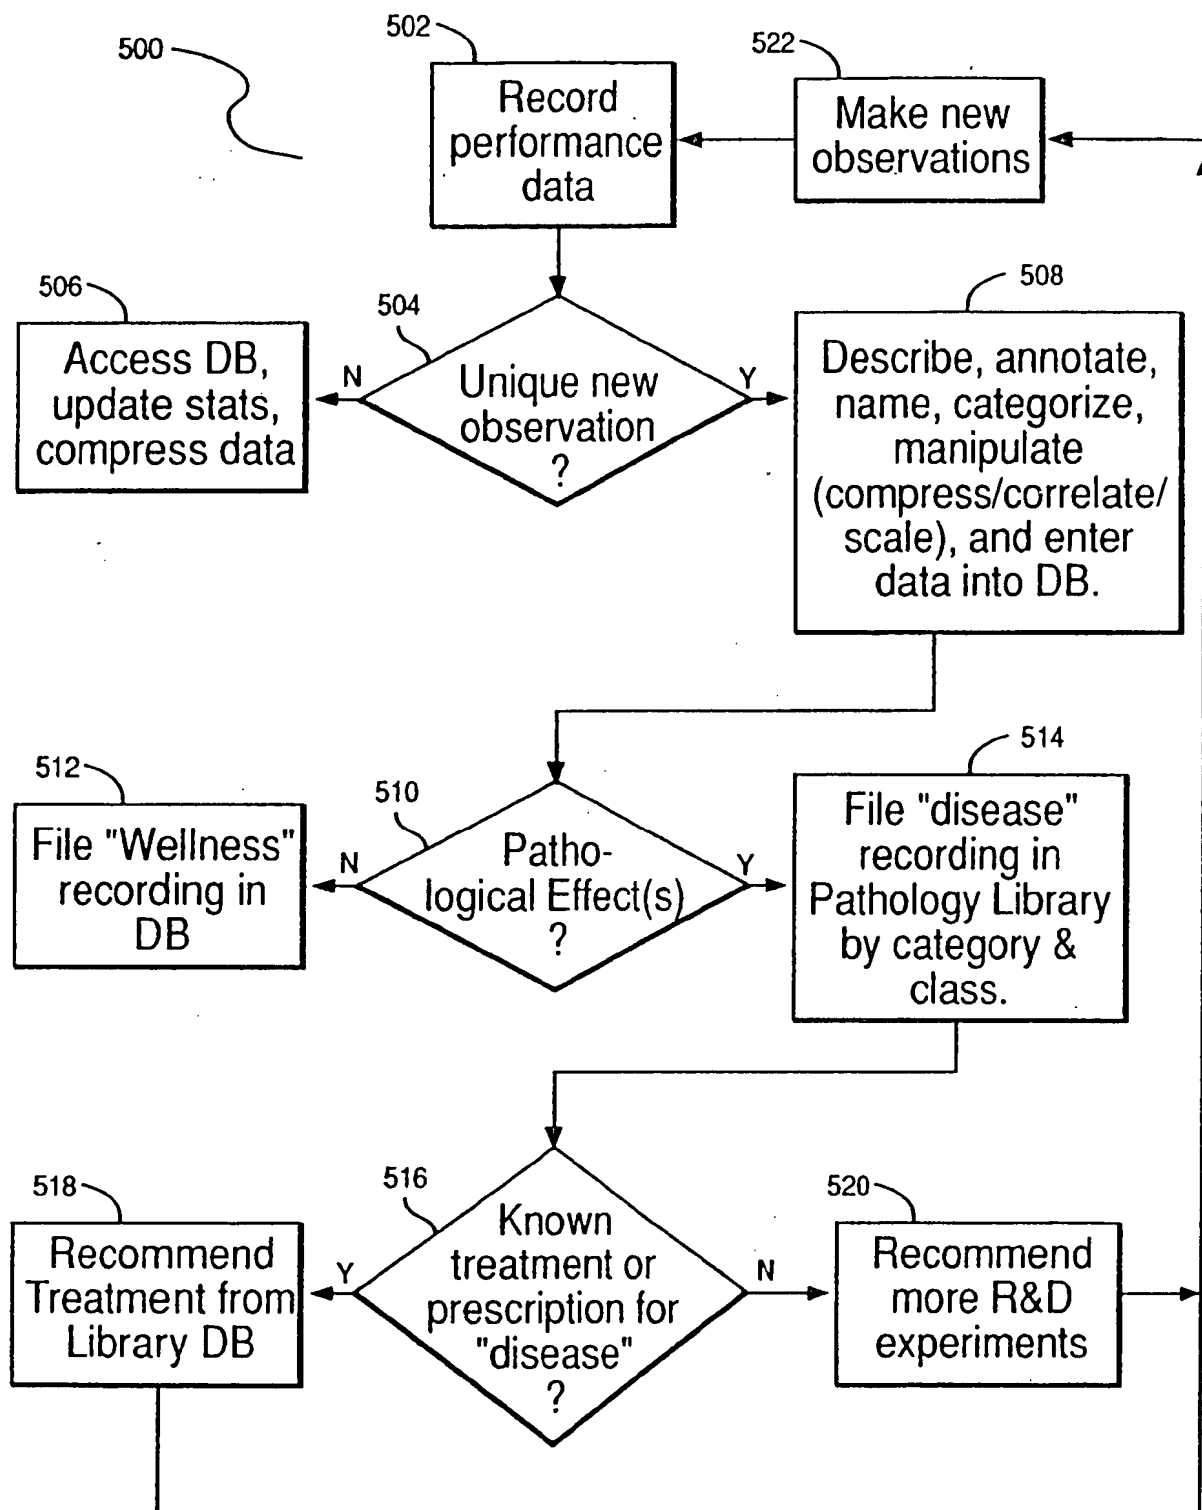 500
502
Record
performance
data
522
Make new
observations
506
Access DB,
update stats,
compress data
504
N
Unique new
observation
?
Y
508
Describe, annotate,
name, categorize,
manipulate
(compress/correlate/
scale), and enter
data into DB.
512
File "Wellness"
recording in
DB
510
N
Patho-
logical Effect(s)
?
Y
514
File "disease"
recording in
Pathology Library
by category &
class.
518
Recommend
Treatment from
Library DB
516
Y
Known
treatment or
prescription for
"disease"
?
N
520
Recommend
more R&D
experiments